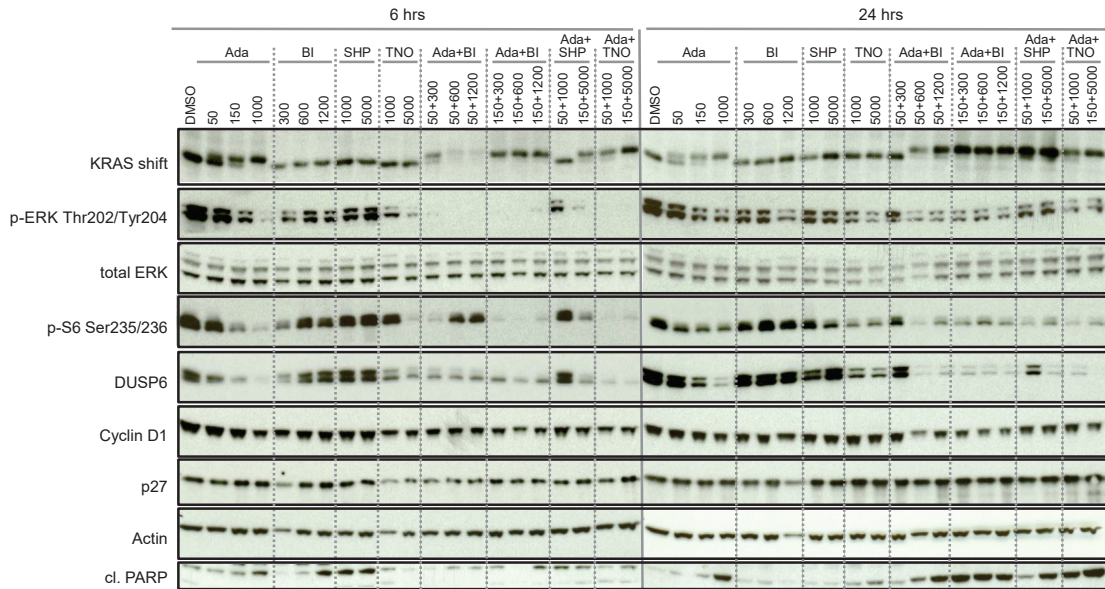 6 hrs 24 hrs
Ada BI SHP TNO Ada+BI Ada+BI Ada+ SHP Ada+ TNO Ada BI SHP TNO Ada+BI Ada+BI Ada+ SHP Ada+ TNO
DMSO 50 150 1000 300 600 1200 1000 5000 1000 5000 50+300 50+600 50+1200 150+300 150+600 150+1200 50+1000 150+5000 50+1000 150+5000 DMSO 50 150 1000 300 600 1200 1000 5000 1000 5000 50+300 50+600 50+1200 150+300 150+600 150+1200 50+1000 150+5000 50+1000 150+5000
KRAS shift
p-ERK Thr202/Tyr204
total ERK
p-S6 Ser235/236
DUSP6
Cyclin D1
p27
Actin
cl. PARP